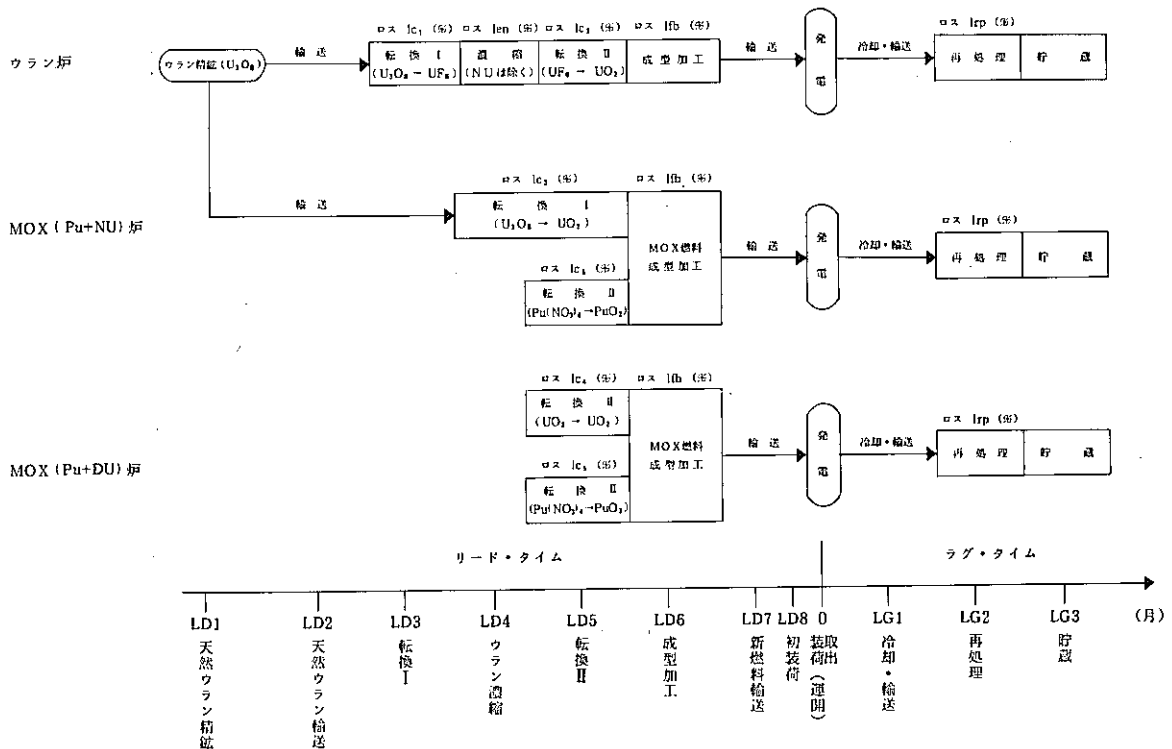 ロス lc₁ (%) ロス len (%) ロス lc₃ (%) ロス lfb (%)
ウラン炉
ウラン精鉱 (U₃O₈)
輸送
転換 Ⅰ
(U₃O₈ → UF₆)
濃縮
(NUは除く)
転換 Ⅱ
(UF₆ → UO₂)
成型加工
輸送
発電
冷却・輸送
ロス lrp (%)
再処理
貯蔵
MOX (Pu+NU) 炉
輸送
ロス lc₂ (%)
転換 Ⅰ
(U₃O₈ → UO₂)
ロス lfb (%)
ロス lc₅ (%)
転換 Ⅱ
(Pu(NO₃)₄→PuO₂)
MOX燃料
成型加工
輸送
発電
冷却・輸送
ロス lrp (%)
再処理
貯蔵
MOX (Pu+DU) 炉
ロス lc₄ (%)
転換 Ⅱ
(UO₃ → UO₂)
ロス lfb (%)
ロス lc₅ (%)
転換 Ⅱ
(Pu(NO₃)₄→PuO₂)
MOX燃料
成型加工
輸送
発電
冷却・輸送
ロス lrp (%)
再処理
貯蔵
リード・タイム
ラグ・タイム
LD1 LD2 LD3 LD4 LD5 LD6 LD7 LD8 0 LG1 LG2 LG3 (月)
天然ウラン精鉱
天然ウラン輸送
転換Ⅰ
ウラン濃縮
転換Ⅱ
成型加工
新燃料輸送
初装荷
装荷(運開)
取出
冷却・輸送
再処理
貯蔵